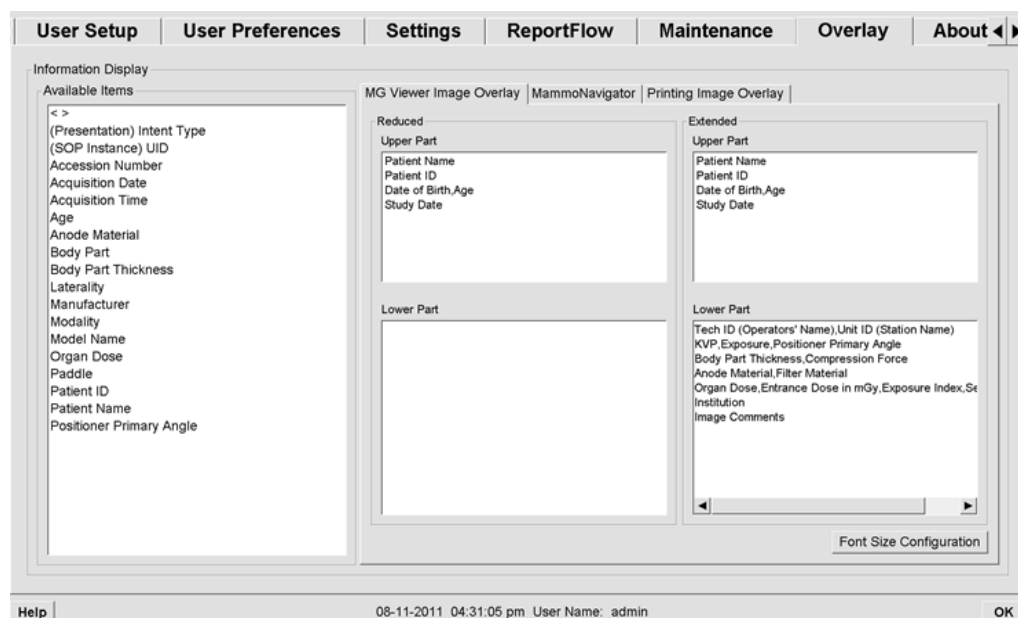 User Setup User Preferences Settings ReportFlow Maintenance Overlay About
Information Display
Available Items
< >
(Presentation) Intent Type
(SOP Instance) UID
Accession Number
Acquisition Date
Acquisition Time
Age
Anode Material
Body Part
Body Part Thickness
Laterality
Manufacturer
Modality
Model Name
Organ Dose
Paddle
Patient ID
Patient Name
Positioner Primary Angle
MG Viewer Image Overlay MammoNavigator Printing Image Overlay
Reduced
Upper Part
Patient Name
Patient ID
Date of Birth,Age
Study Date
Lower Part
Extended
Upper Part
Patient Name
Patient ID
Date of Birth,Age
Study Date
Lower Part
Tech ID (Operators' Name),Unit ID (Station Name)
KVP,Exposure,Positioner Primary Angle
Body Part Thickness,Compression Force
Anode Material,Filter Material
Organ Dose,Entrance Dose in mGy,Exposure Index,Se
Institution
Image Comments
Font Size Configuration
Help 08-11-2011 04:31:05 pm User Name: admin OK